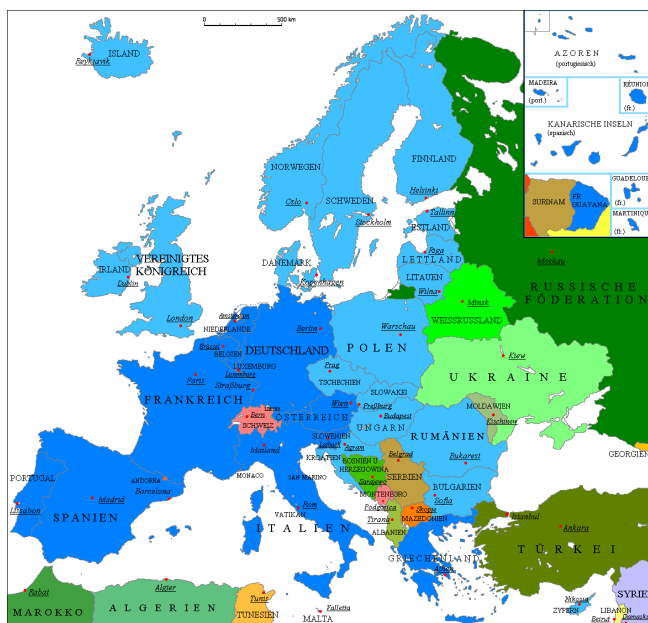 500 km
ISLAND
Reykjavik
AZOREN
(portugiesisch)
MADEIRA
(port.)
RÉUNION
(fr.)
KANARISCHE INSELN
(spanisch)
SURINAM
FR.
GUAYANA
GUADELOUP
(fr.)
MARTINIQUE
(fr.)
NORWEGEN
Oslo
SCHWEDEN
Stockholm
FINNLAND
Helsinki
Tallinn
ESTLAND
Riga
LETTLAND
LITAUEN
Wilna
Moskau
RUSSISCHE
FÖDERATION
Minsk
WEISSRUSSLAND
DÄNEMARK
Kopenhagen
VEREINIGTES
KÖNIGREICH
IRLAND
Dublin
London
Amsterdam
NIEDERLANDE
Brüssel
BELGIEN
LUXEMBURG
Luxemburg
Straßburg
Berlin
DEUTSCHLAND
Warschau
POLEN
Prag
TSCHECHIEN
Kiew
UKRAINE
SLOWAKEI
Preßburg
Wien
ÖSTERREICH
Budapest
UNGARN
MOLDAWIEN
Kischinew
RUMÄNIEN
Bukarest
Paris
FRANKREICH
Bern
SCHWEIZ
Mailand
SLOWENIEN
Laibach
Agram
KROATIEN
BOSNIEN U.
HERZEGOWINA
Sarajewo
Belgrad
SERBIEN
MONTENEGRO
Podgorica
BULGARIEN
Sofia
Skopje
MAZEDONIEN
Tirana
ALBANIEN
GRIECHENLAND
Athen
SAN MARINO
MONACO
VATIKAN
Rom
ITALIEN
ANDORRA
Barcelona
PORTUGAL
Lissabon
Madrid
SPANIEN
GEORGIEN
Istanbul
Ankara
TÜRKEI
Nikosia
ZYPERN
LIBANON
Beirut
SYRIE
Damaskus
Rabat
MAROKKO
Algier
ALGERIEN
Tunis
TUNESIEN
Valletta
MALTA